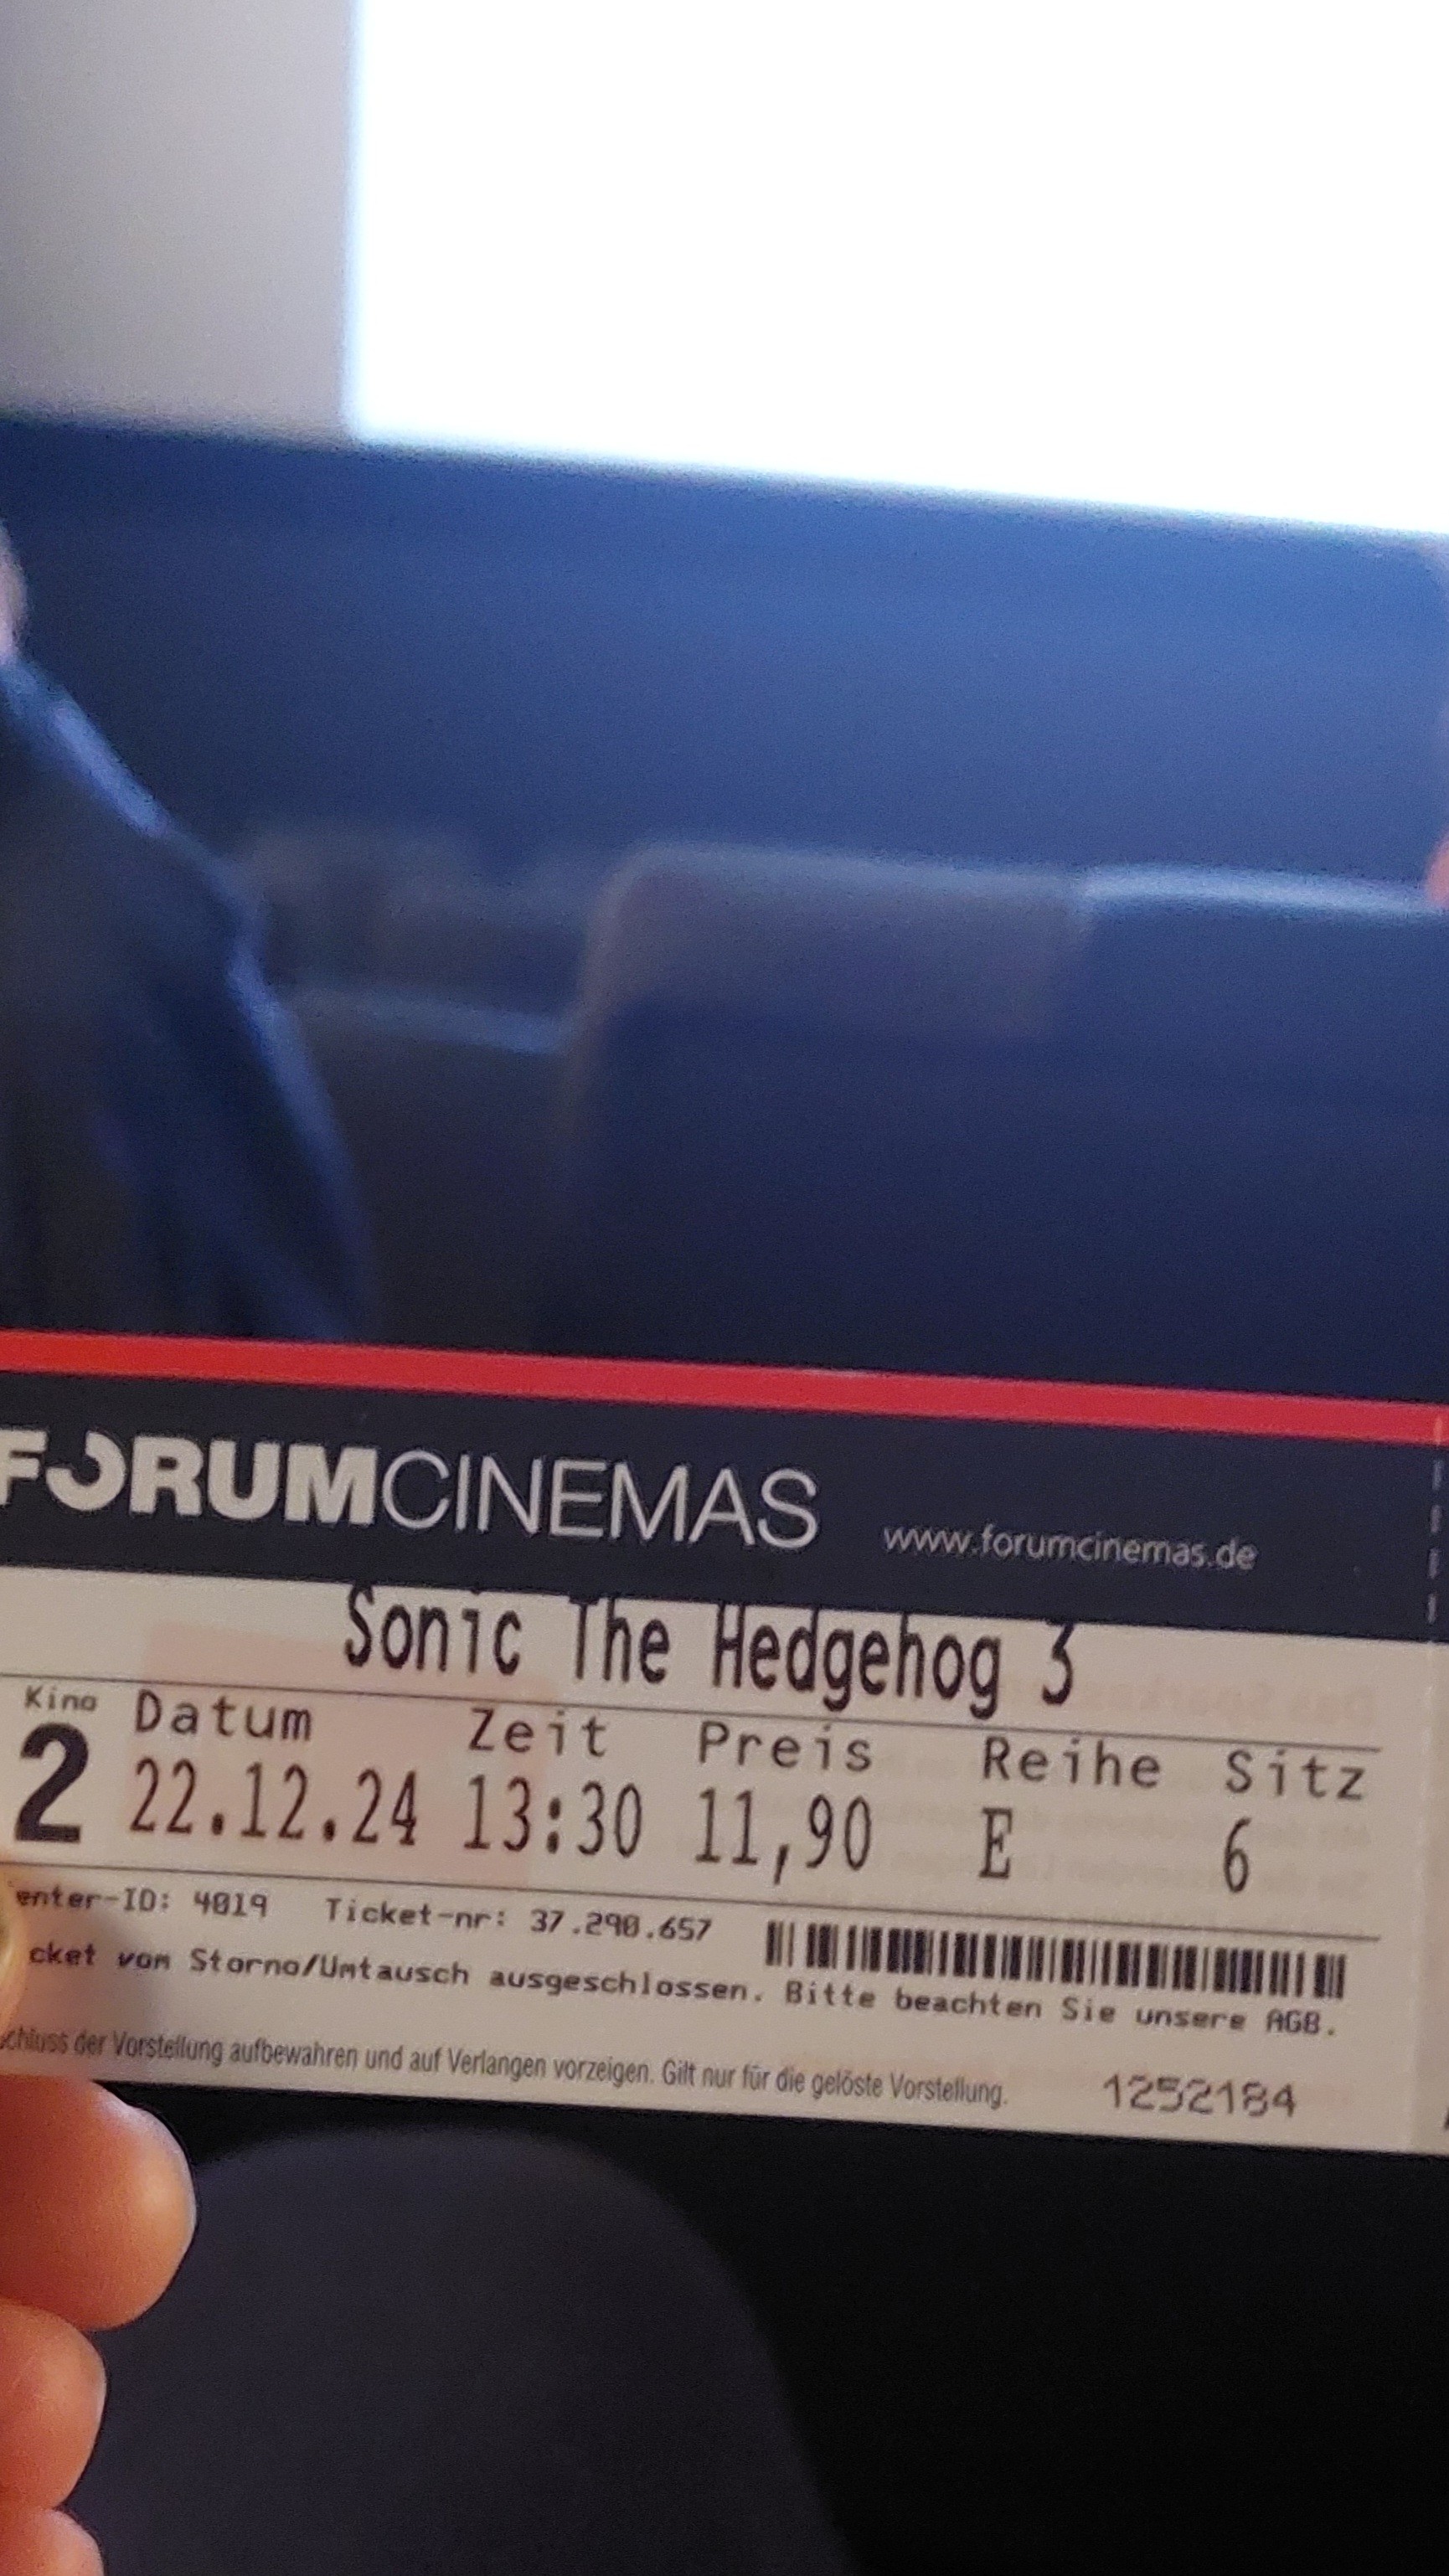 FORUMCINEMAS www.forumcinemas.de
Sonic The Hedgehog 3
Kino Datum Zeit Preis Reihe Sitz
2 22.12.24 13:30 11,90 E 6
enter-ID: 4019 Ticket-nr: 37.290.657
cket vom Storno/Umtausch ausgeschlossen. Bitte beachten Sie unsere AGB.
schluss der Vorstellung aufbewahren und auf Verlangen vorzeigen. Gilt nur für die gelöste Vorstellung. 1252184